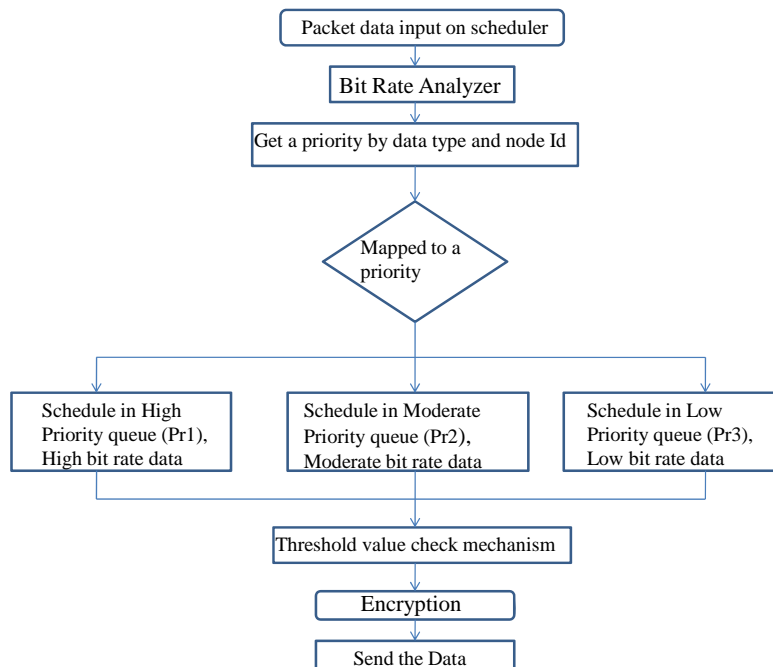 Packet data input on scheduler
Bit Rate Analyzer
Get a priority by data type and node Id
Mapped to a
priority
Schedule in High
Priority queue (Pr1),
High bit rate data
Schedule in Moderate
Priority queue (Pr2),
Moderate bit rate data
Schedule in Low
Priority queue (Pr3),
Low bit rate data
Threshold value check mechanism
Encryption
Send the Data